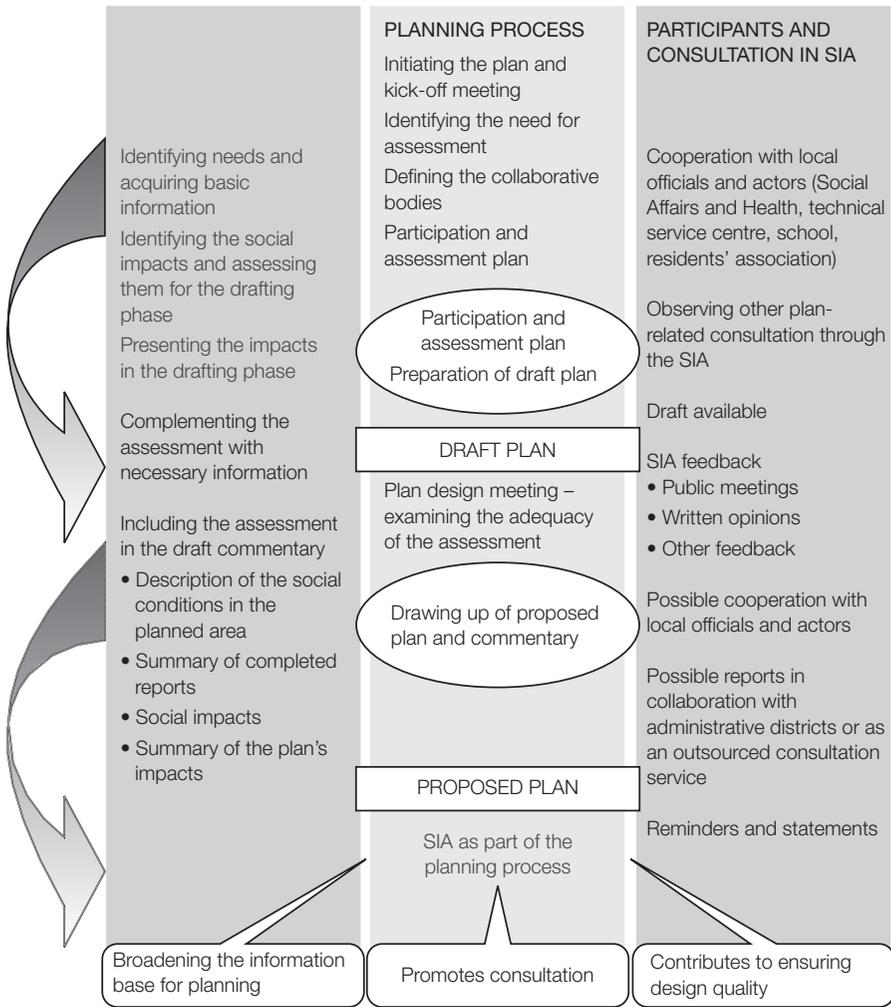 Identifying needs and
acquiring basic
information
Identifying the social
impacts and assessing
them for the drafting
phase
Presenting the impacts
in the drafting phase
Complementing the
assessment with
necessary information
Including the assessment
in the draft commentary
• Description of the social
conditions in the
planned area
• Summary of completed
reports
• Social impacts
• Summary of the plan’s
impacts
PLANNING PROCESS
Initiating the plan and
kick-off meeting
Identifying the need for
assessment
Defining the collaborative
bodies
Participation and
assessment plan
Participation and
assessment plan
Preparation of draft plan
DRAFT PLAN
Plan design meeting –
examining the adequacy
of the assessment
Drawing up of proposed
plan and commentary
PROPOSED PLAN
SIA as part of the
planning process
PARTICIPANTS AND
CONSULTATION IN SIA
Cooperation with local
officials and actors (Social
Affairs and Health, technical
service centre, school,
residents’ association)
Observing other plan-
related consultation through
the SIA
Draft available
SIA feedback
• Public meetings
• Written opinions
• Other feedback
Possible cooperation with
local officials and actors
Possible reports in
collaboration with
administrative districts or as
an outsourced consultation
service
Reminders and statements
Broadening the information
base for planning
Promotes consultation
Contributes to ensuring
design quality